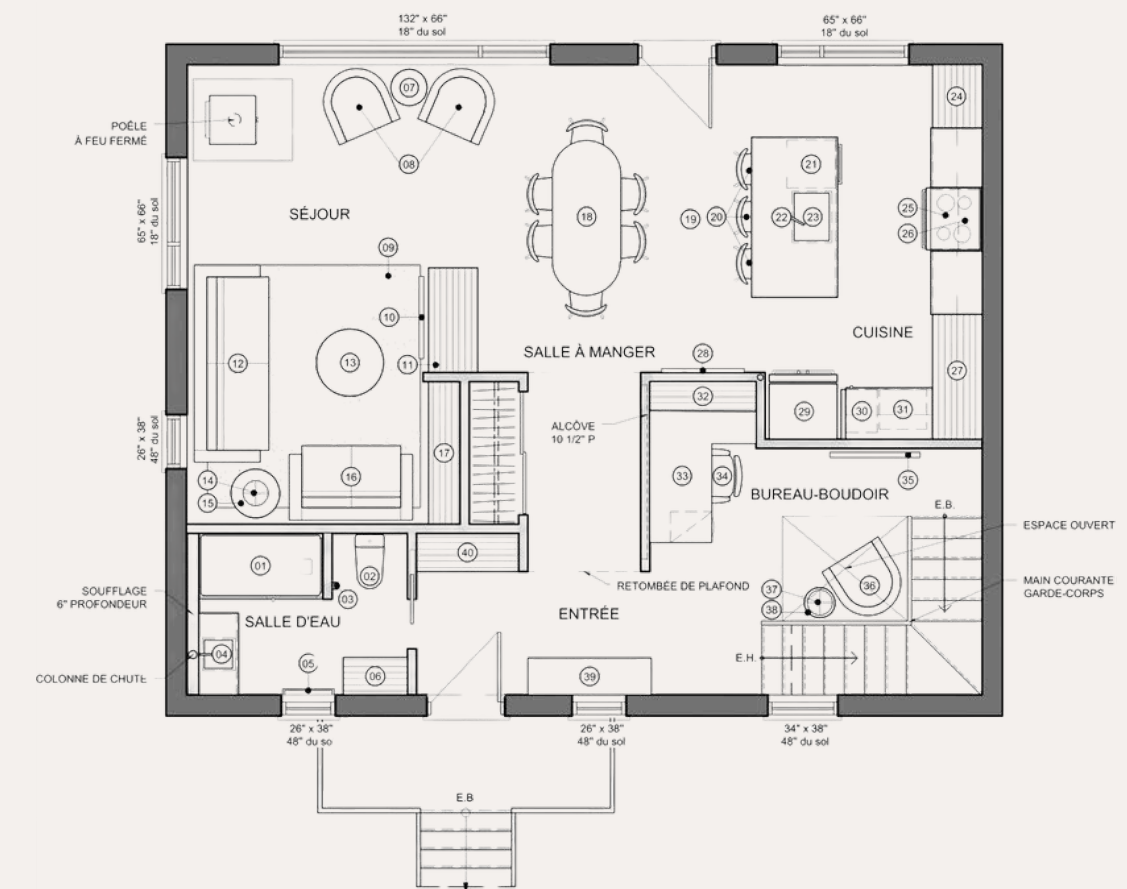 132" x 66"
18" du sol
65" x 66"
18" du sol
07
24
POÊLE
À FEU FERMÉ
08
21
65" x 66"
18" du sol
SÉJOUR
18
19
20
22
23
25
26
09
10
CUISINE
SALLE À MANGER
28
12
13
11
27
32
29
30
31
26" x 38"
48" du sol
ALCÔVE
10 1/2" P
17
14
15
16
33
34
35
BUREAU-BOUDOIR
E.B.
ESPACE OUVERT
40
01
02
03
SOUFFLAGE
6" PROFONDEUR
RETOMBÉE DE PLAFOND
37
38
36
MAIN COURANTE
GARDE-CORPS
SALLE D'EAU
ENTRÉE
04
05
E.H.
COLONNE DE CHUTE
06
39
26" x 38"
48" du so
26" x 38"
48" du sol
34" x 38"
48" du sol
E.B